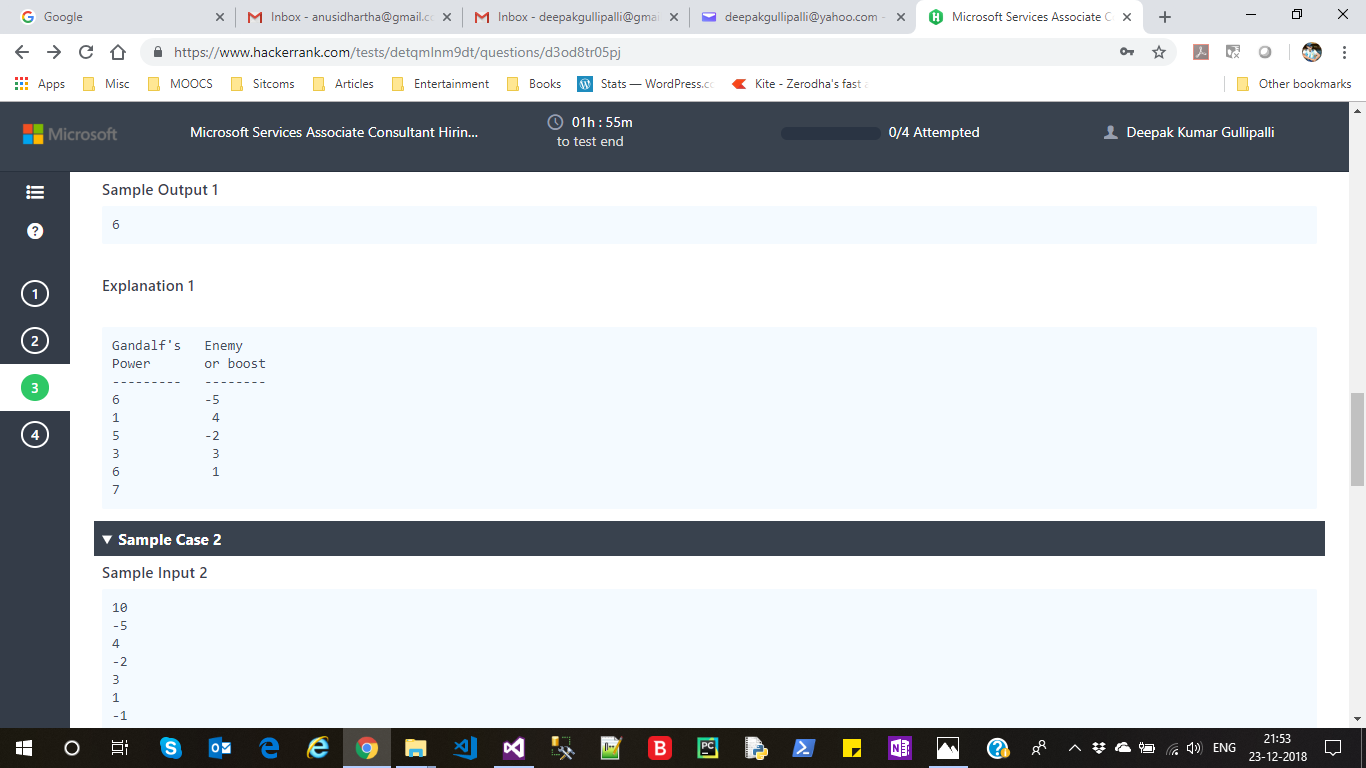 Google
Inbox - anusidhartha@gmail.c
Inbox - deepakgullipalli@gmai
deepakgullipalli@yahoo.com -
Microsoft Services Associate C
https://www.hackerrank.com/tests/detqmlnm9dt/questions/d3od8tr05pj
Apps Misc MOOCS Sitcoms Articles Entertainment Books Stats — WordPress.c Kite - Zerodha's fast a Other bookmarks
Microsoft
Microsoft Services Associate Consultant Hirin...
01h : 55m
to test end
0/4 Attempted
Deepak Kumar Gullipalli
Sample Output 1
6
Explanation 1
Gandalf's Enemy
Power or boost
--------- --------
6 -5
1 4
5 -2
3 3
6 1
7
Sample Case 2
Sample Input 2
10
-5
4
-2
3
1
-1
?
1
2
3
4
ENG
21:53
23-12-2018